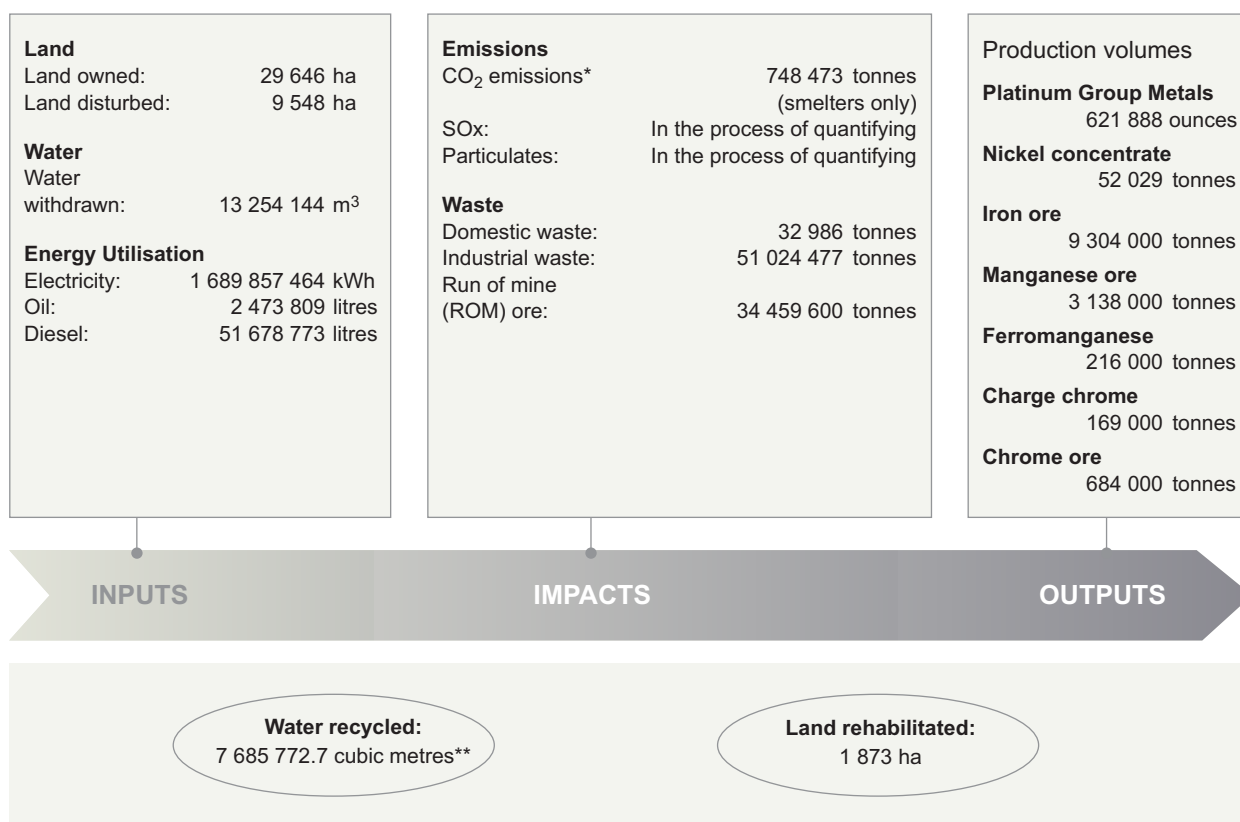 Land
Land owned: 29 646 ha
Land disturbed: 9 548 ha
Water
Water
withdrawn: 13 254 144 m³
Energy Utilisation
Electricity: 1 689 857 464 kWh
Oil: 2 473 809 litres
Diesel: 51 678 773 litres
Emissions
CO₂ emissions* 748 473 tonnes
(smelters only)
SOx: In the process of quantifying
Particulates: In the process of quantifying
Waste
Domestic waste: 32 986 tonnes
Industrial waste: 51 024 477 tonnes
Run of mine
(ROM) ore: 34 459 600 tonnes
Production volumes
Platinum Group Metals
621 888 ounces
Nickel concentrate
52 029 tonnes
Iron ore
9 304 000 tonnes
Manganese ore
3 138 000 tonnes
Ferromanganese
216 000 tonnes
Charge chrome
169 000 tonnes
Chrome ore
684 000 tonnes
INPUTS IMPACTS OUTPUTS
Water recycled:
7 685 772.7 cubic metres**
Land rehabilitated:
1 873 ha